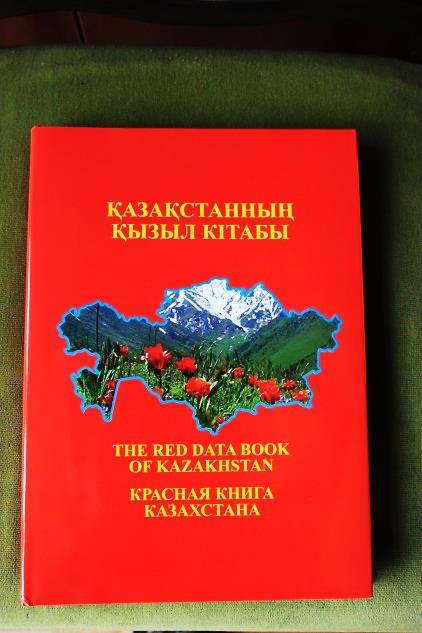 ҚАЗАҚСТАННЫҢ
ҚЫЗЫЛ КІТАБЫ
THE RED DATA BOOK
OF KAZAKHSTAN
КРАСНАЯ КНИГА
КАЗАХСТАНА